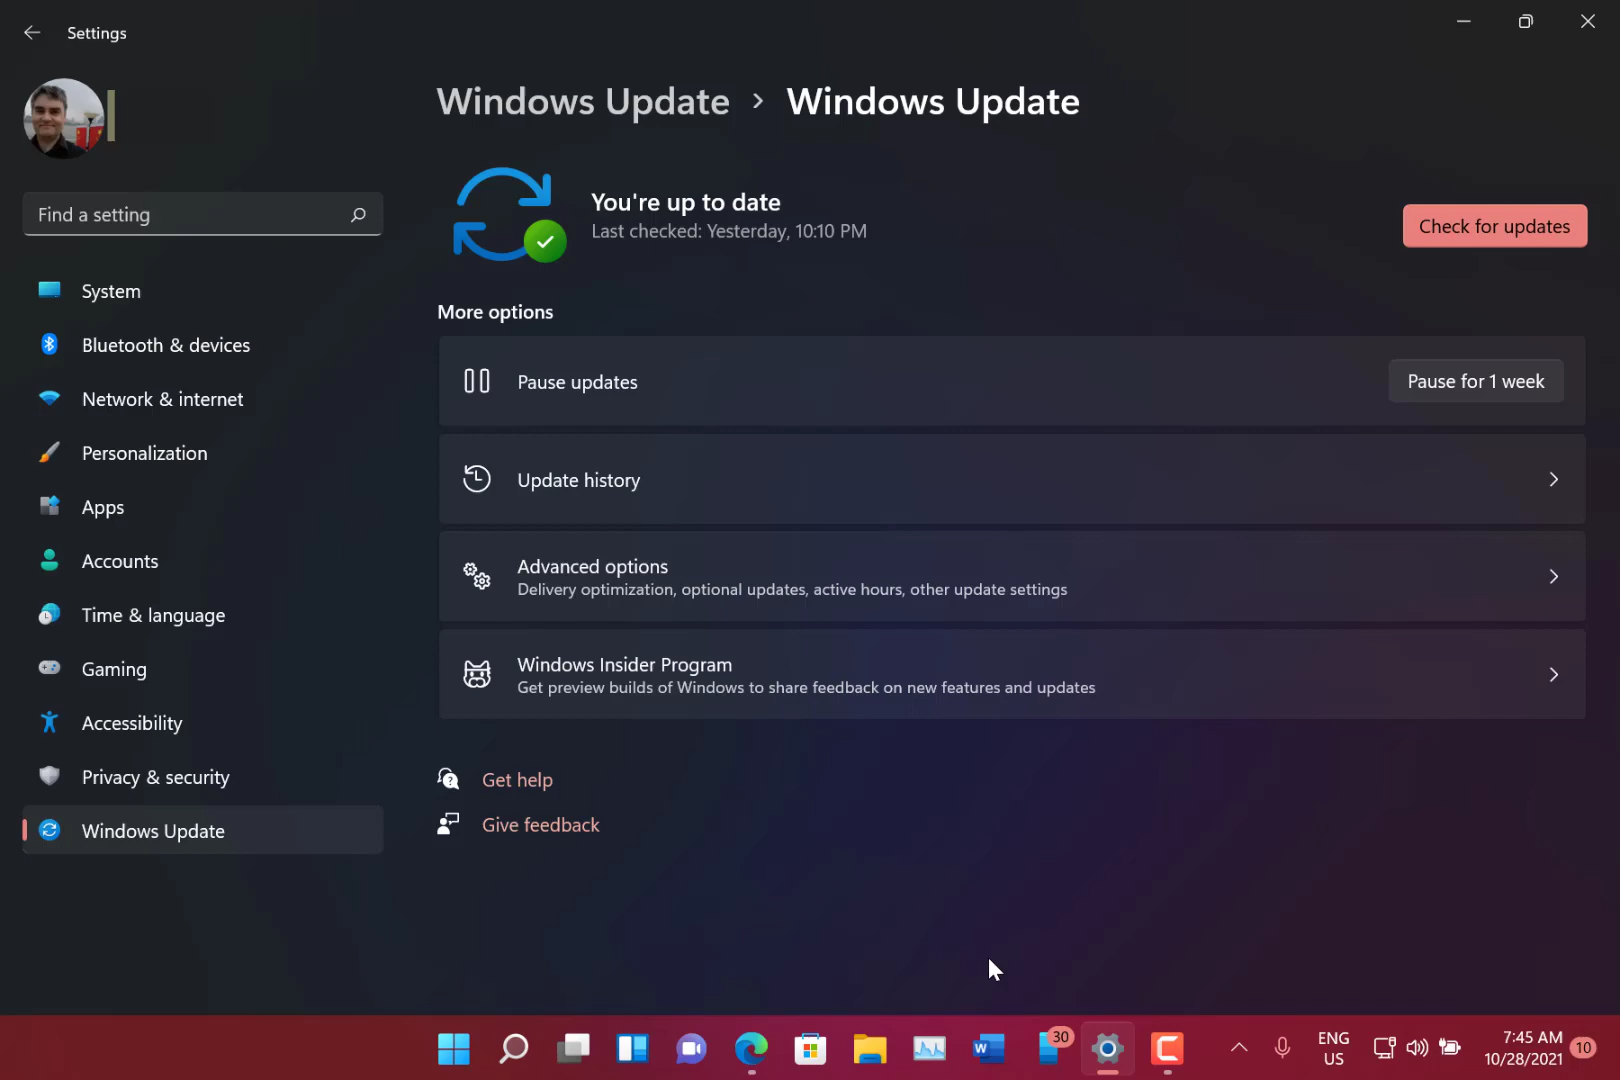 Settings
Windows Update > Windows Update
You're up to date
Last checked: Yesterday, 10:10 PM
Check for updates
Find a setting
System
Bluetooth & devices
Network & internet
Personalization
Apps
Accounts
Time & language
Gaming
Accessibility
Privacy & security
Windows Update
More options
Pause updates
Pause for 1 week
Update history
Advanced options
Delivery optimization, optional updates, active hours, other update settings
Windows Insider Program
Get preview builds of Windows to share feedback on new features and updates
Get help
Give feedback
W
30
ENG
US
7:45 AM
10/28/2021
10